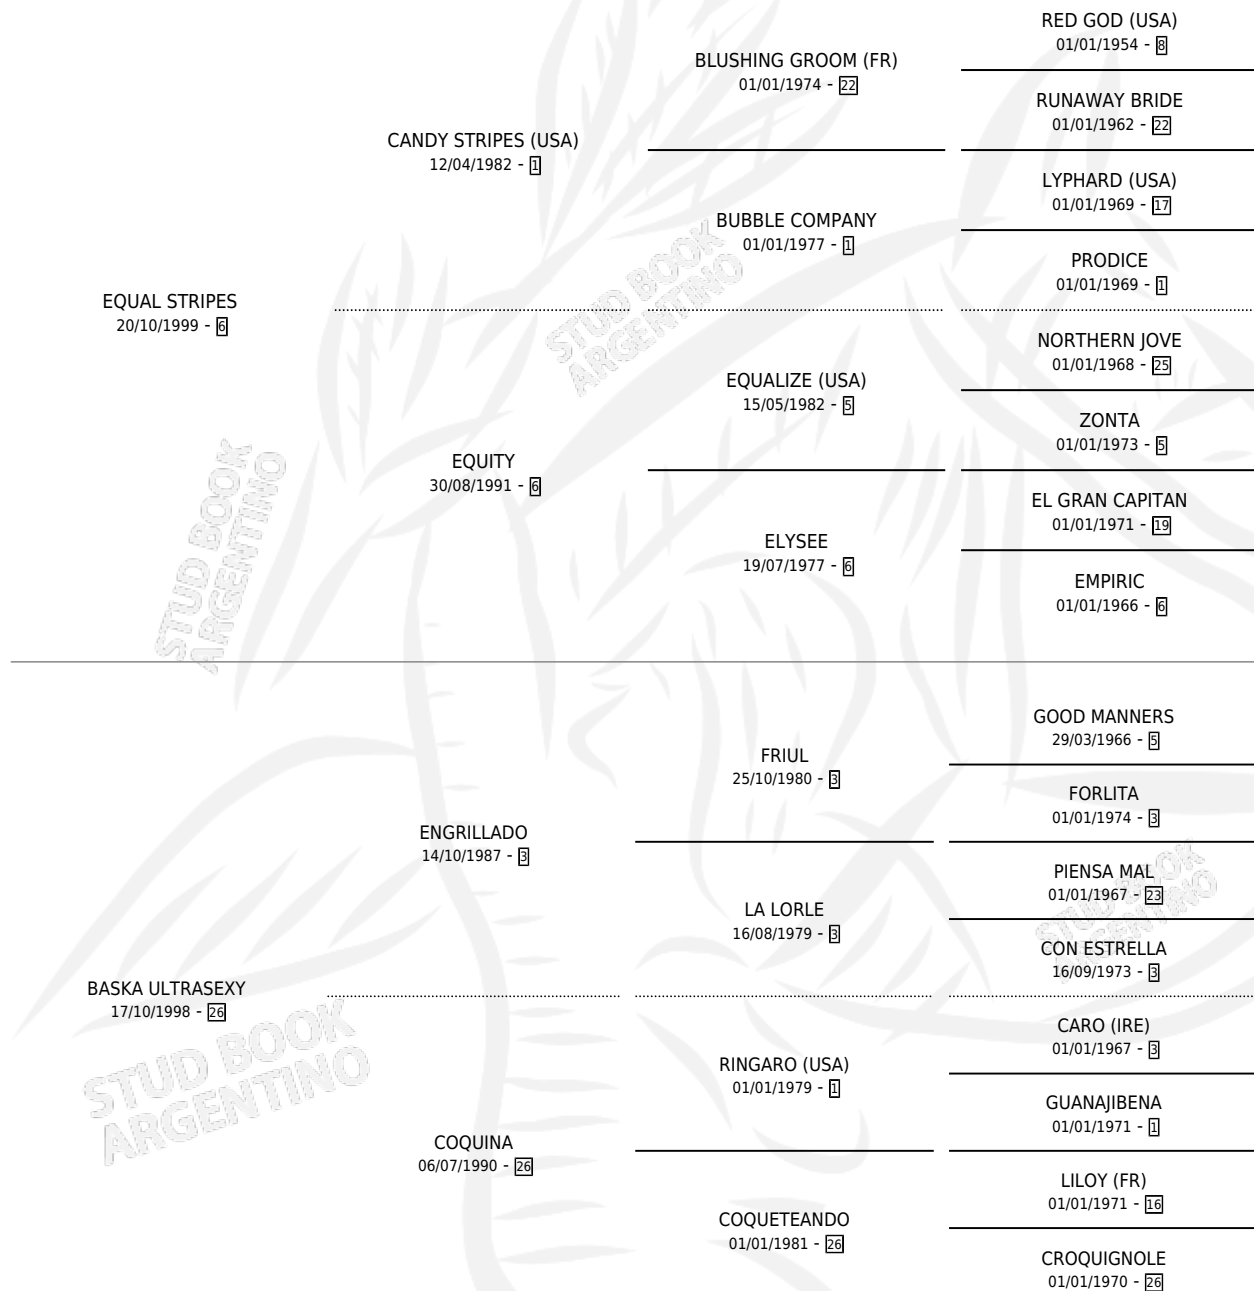 RED GOD (USA)
01/01/1954 - 8
BLUSHING GROOM (FR)
01/01/1974 - 22
RUNAWAY BRIDE
01/01/1962 - 22
CANDY STRIPES (USA)
12/04/1982 - 1
LYPHARD (USA)
01/01/1969 - 17
BUBBLE COMPANY
01/01/1977 - 1
PRODICE
01/01/1969 - 1
EQUAL STRIPES
20/10/1999 - 6
STUD BOOK
ARGENTINO
NORTHERN JOVE
01/01/1968 - 25
EQUALIZE (USA)
15/05/1982 - 5
ZONTA
01/01/1973 - 5
EQUITY
30/08/1991 - 6
EL GRAN CAPITAN
01/01/1971 - 19
ELYSEE
19/07/1977 - 6
EMPIRIC
01/01/1966 - 6
STUD BOOK
ARGENTINO
GOOD MANNERS
29/03/1966 - 5
FRIUL
25/10/1980 - 3
FORLITA
01/01/1974 - 3
ENGRILLADO
14/10/1987 - 3
PIENSA MAL
01/01/1967 - 23
LA LORLE
16/08/1979 - 3
STUD BOOK
ARGENTINO
CON ESTRELLA
16/09/1973 - 3
BASKA ULTRASEXY
17/10/1998 - 26
STUD BOOK
ARGENTINO
CARO (IRE)
01/01/1967 - 3
RINGARO (USA)
01/01/1979 - 1
GUANAJIBENA
01/01/1971 - 1
COQUINA
06/07/1990 - 26
LILOY (FR)
01/01/1971 - 16
COQUETEANDO
01/01/1981 - 26
CROQUIGNOLE
01/01/1970 - 26